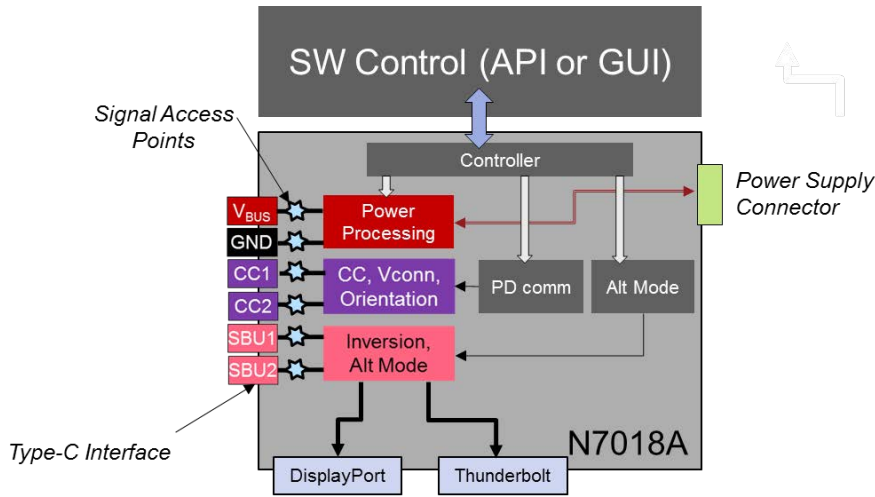 SW Control (API or GUI)
Signal Access
Points
Controller
Power Supply
Connector
VBUS
GND
CC1
CC2
SBU1
SBU2
Power
Processing
CC, Vconn,
Orientation
PD comm
Alt Mode
Inversion,
Alt Mode
N7018A
Type-C Interface
DisplayPort
Thunderbolt